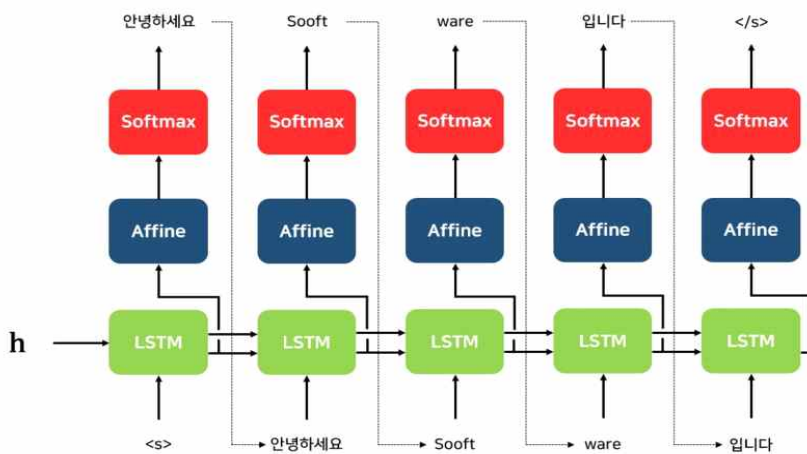 안녕하세요 Sooft ware 입니다 </s>
Softmax Softmax Softmax Softmax Softmax
Affine Affine Affine Affine Affine
h LSTM LSTM LSTM LSTM LSTM
<s> 안녕하세요 Sooft ware 입니다